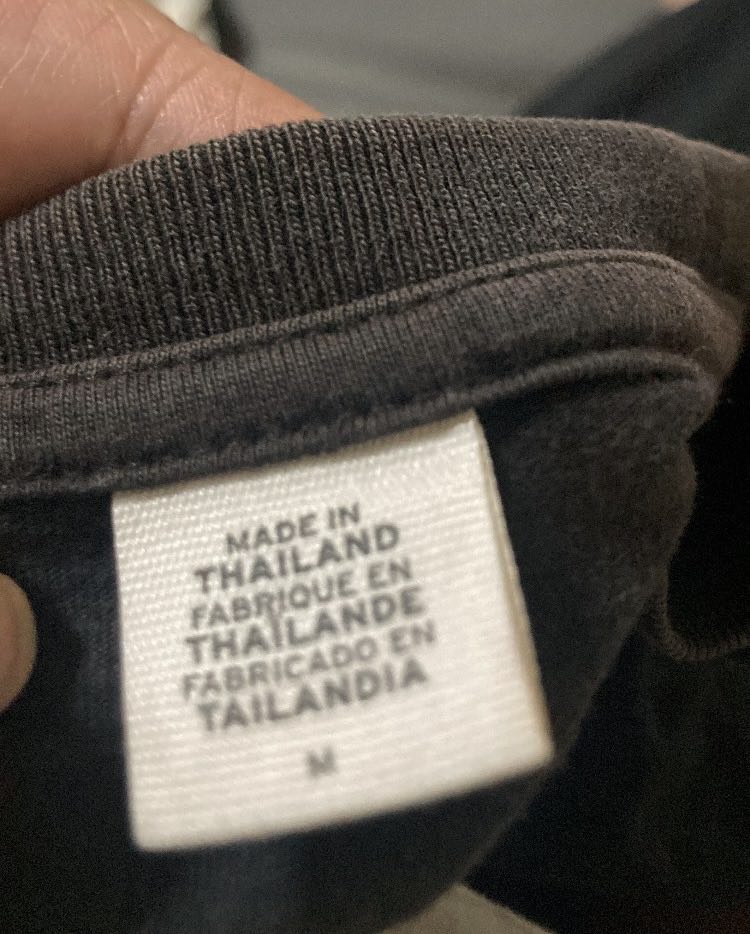 MADE IN
THAILAND
FABRIQUE EN
THAÏLANDE
FABRICADO EN
TAILANDIA
M